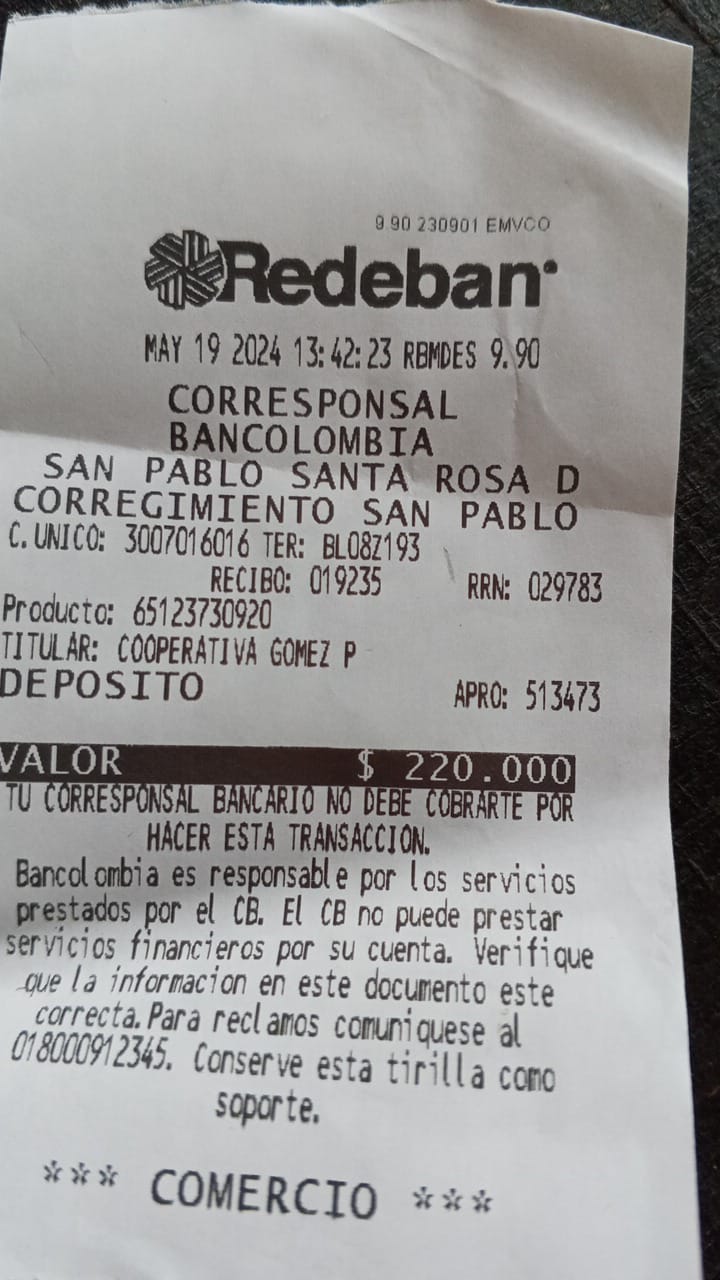 9.90 230901 EMVCO
Redeban
MAY 19 2024 13:42:23 RBMDES 9.90
CORRESPONSAL
BANCOLOMBIA
SAN PABLO SANTA ROSA D
CORREGIMIENTO SAN PABLO
C. UNICO: 3007016016 TER: BL08Z193
RECIBO: 019235 RRN: 029783
Producto: 65123730920
TITULAR: COOPERATIVA GOMEZ P
DEPOSITO APRO: 513473
VALOR $ 220.000
TU CORRESPONSAL BANCARIO NO DEBE COBRARTE POR
HACER ESTA TRANSACCION.
Bancolombia es responsable por los servicios
prestados por el CB. El CB no puede prestar
servicios financieros por su cuenta. Verifique
que la informacion en este documento este
correcta. Para reclamos comuniquese al
018000912345. Conserve esta tirilla como
soporte.
*** COMERCIO ***